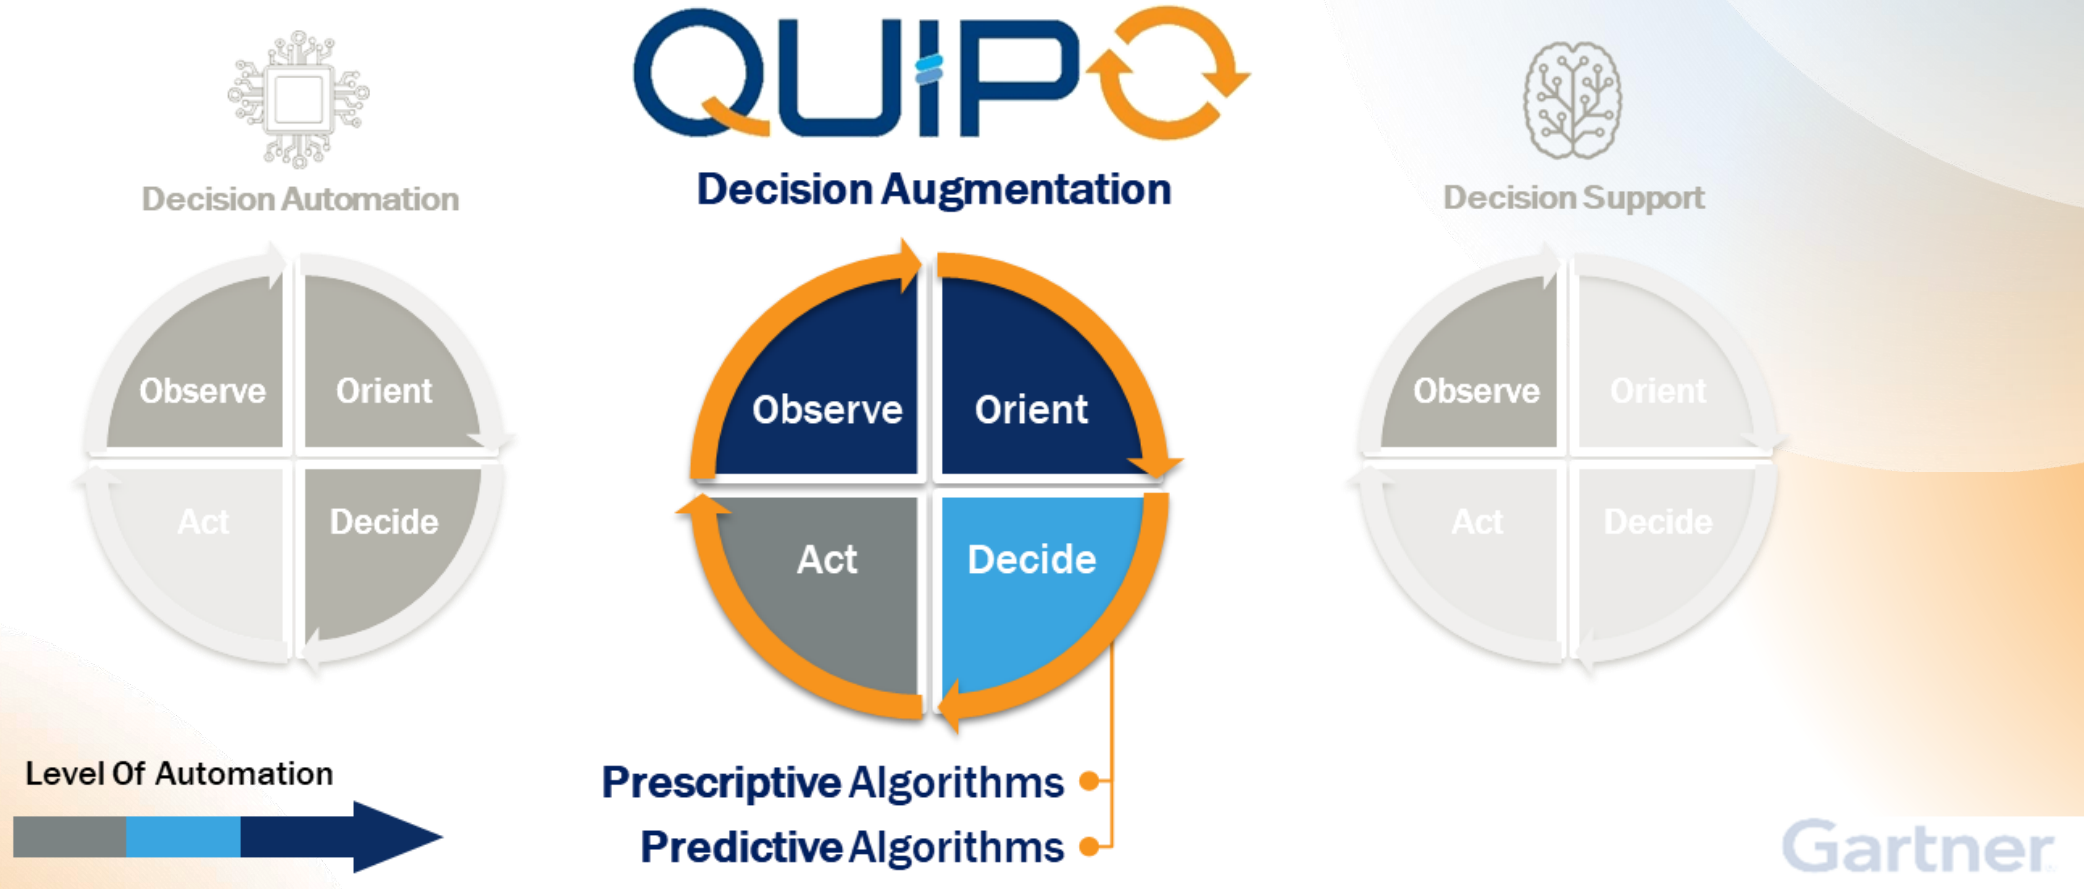 QUIPO
Decision Automation
Decision Augmentation
Decision Support
Observe
Orient
Act
Decide
Observe
Orient
Act
Decide
Observe
Orient
Act
Decide
Level Of Automation
Prescriptive Algorithms
Predictive Algorithms
Gartner